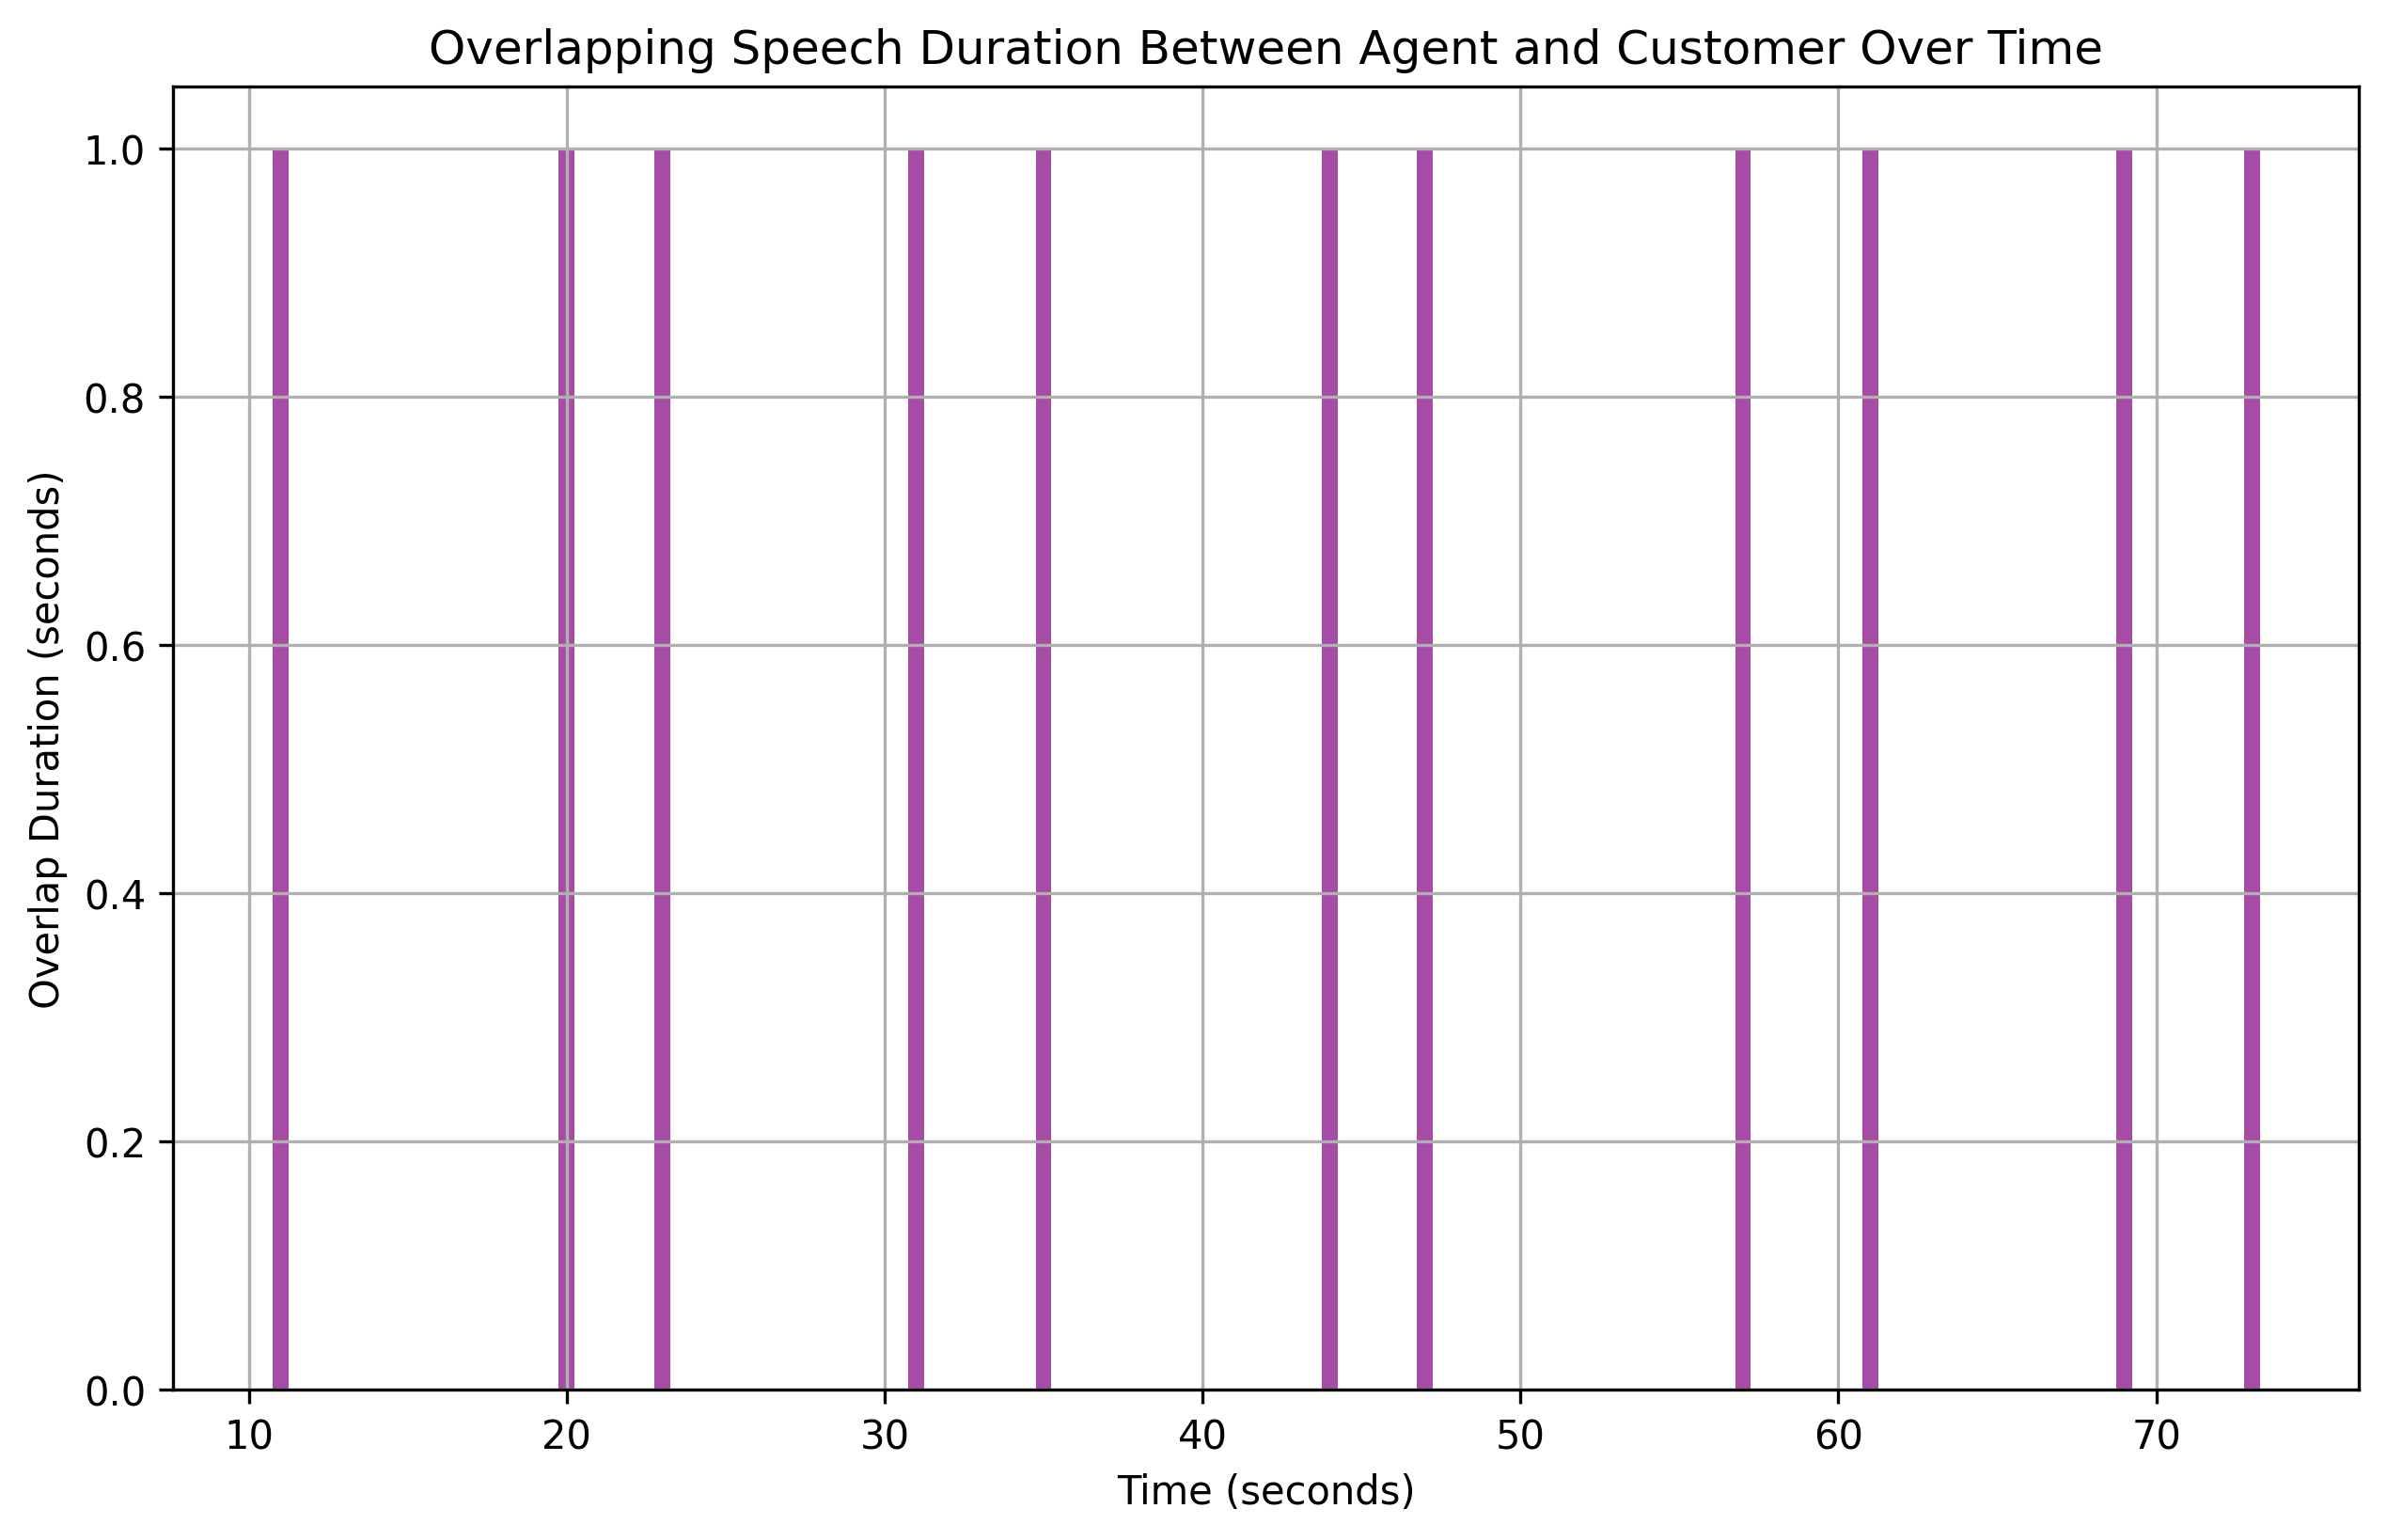 Overlapping Speech Duration Between Agent and Customer Over Time
1.0
0.8
0.6
0.4
0.2
0.0
Overlap Duration (seconds)
10 20 30 40 50 60 70
Time (seconds)